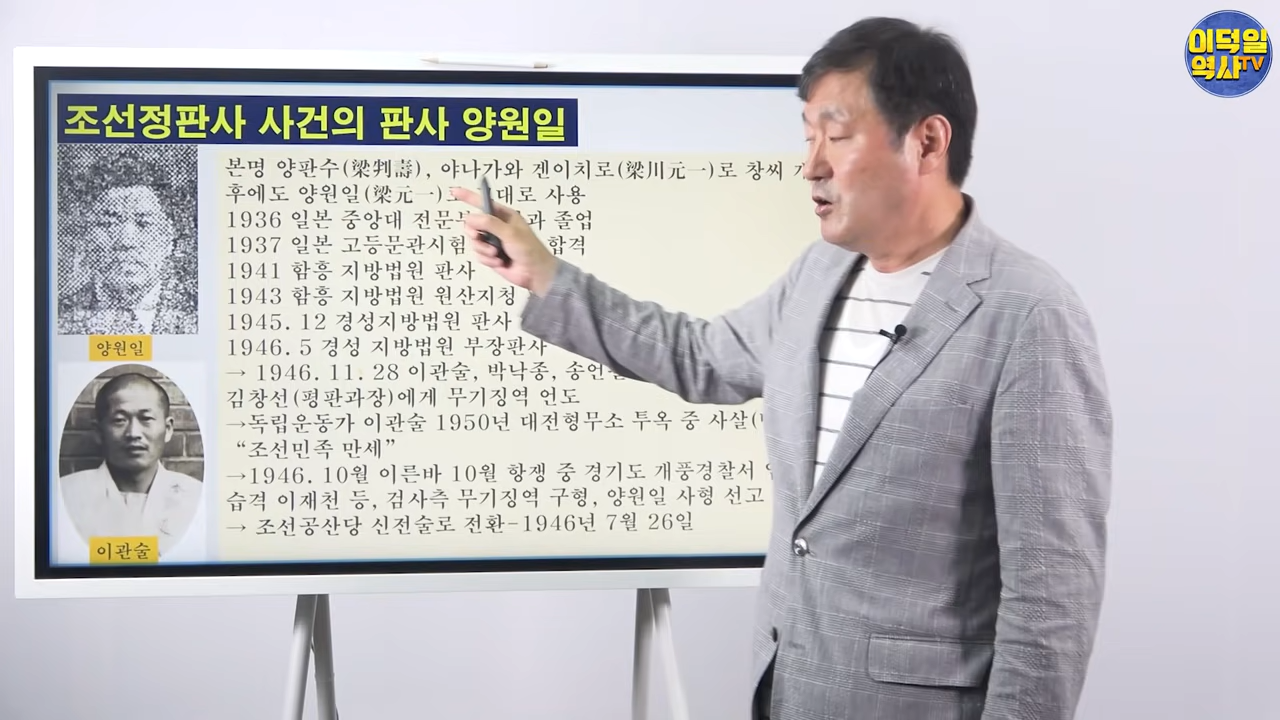 이덕일
역사TV
조선정판사 사건의 판사 양원일
본명 양판수(梁判壽), 야나가와 겐이치로(梁川元一)로 창씨
후에도 양원일(梁元一)로 대로 사용
1936 일본 중앙대 전문부 과 졸업
1937 일본 고등문관시험 합격
1941 함흥 지방법원 판사
1943 함흥 지방법원 원산지청
1945.12 경성지방법원 판사
1946.5 경성 지방법원 부장판사
→ 1946.11.28 이관술, 박낙종,
김창선(평판과장)에게 무기징역 언도
→독립운동가 이관술 1950년 대전형무소 투옥 중 사살
“조선민족 만세”
→1946.10월 이른바 10월 항쟁 중 경기도 개풍경찰서
습격 이재천 등, 검사측 무기징역 구형, 양원일 사형 선고
→ 조선공산당 신전술로 전환-1946년 7월 26일
양원일
이관술